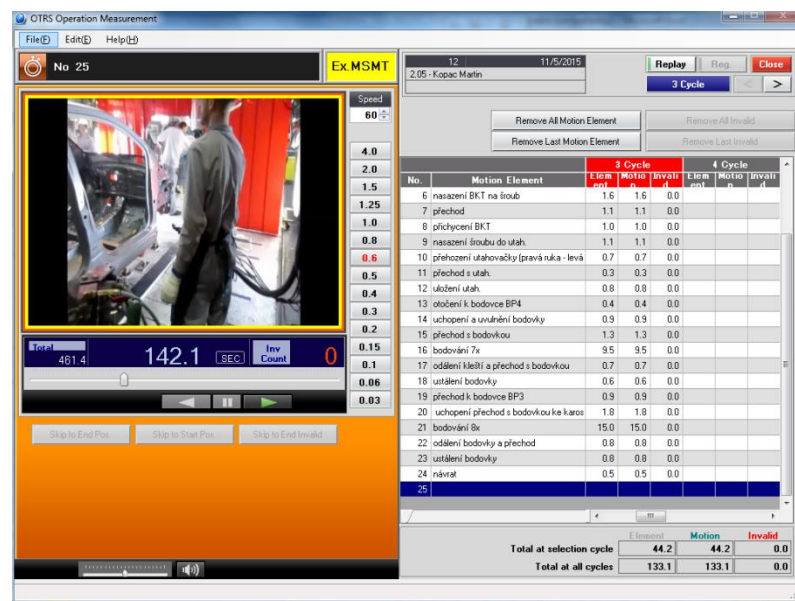 OTRS Operation Measurement
File(F) Edit(E) Help(H)
No 25
Ex.MSMT
12 11/5/2015
2.05 - Kopac Martin
Replay Reg. Close
3 Cycle < >
Remove All Motion Element Remove All Invalid
Remove Last Motion Element Remove Last Invalid
Speed
60
4.0
2.0
1.5
1.25
1.0
0.8
0.6
0.5
0.4
0.3
0.2
0.15
0.1
0.06
0.03
Total
461.4
142.1 SEC
Inv Count 0
Skip to End Pos. Skip to Start Pos. Skip to End Invalid
3 Cycle 4 Cycle
No. Motion Element Elem ent Motio n Invali d Elem ent Motio n Invali d
6 nasazení BKT na šroub 1.6 1.6 0.0
7 přechod 1.1 1.1 0.0
8 přichycení BKT 1.0 1.0 0.0
9 nasazení šroubu do utah. 1.1 1.1 0.0
10 přehození utahovačky (pravá ruka - levá 0.7 0.7 0.0
11 přechod s utah. 0.3 0.3 0.0
12 uložení utah. 0.8 0.8 0.0
13 otočení k bodovce BP4 0.4 0.4 0.0
14 uchopení a uvulnění bodovky 0.9 0.9 0.0
15 přechod s bodovkou 1.3 1.3 0.0
16 bodování 7x 9.5 9.5 0.0
17 odálení kleští a přechod s bodovkou 0.7 0.7 0.0
18 ustálení bodovky 0.6 0.6 0.0
19 přechod k bodovce BP3 0.9 0.9 0.0
20 uchopení přechod s bodovkou ke karos 1.8 1.8 0.0
21 bodování 8x 15.0 15.0 0.0
22 odálení bodovky a přechod 0.8 0.8 0.0
23 ustálení bodovky 0.8 0.8 0.0
24 návrat 0.5 0.5 0.0
25
Element Motion Invalid
Total at selection cycle 44.2 44.2 0.0
Total at all cycles 133.1 133.1 0.0